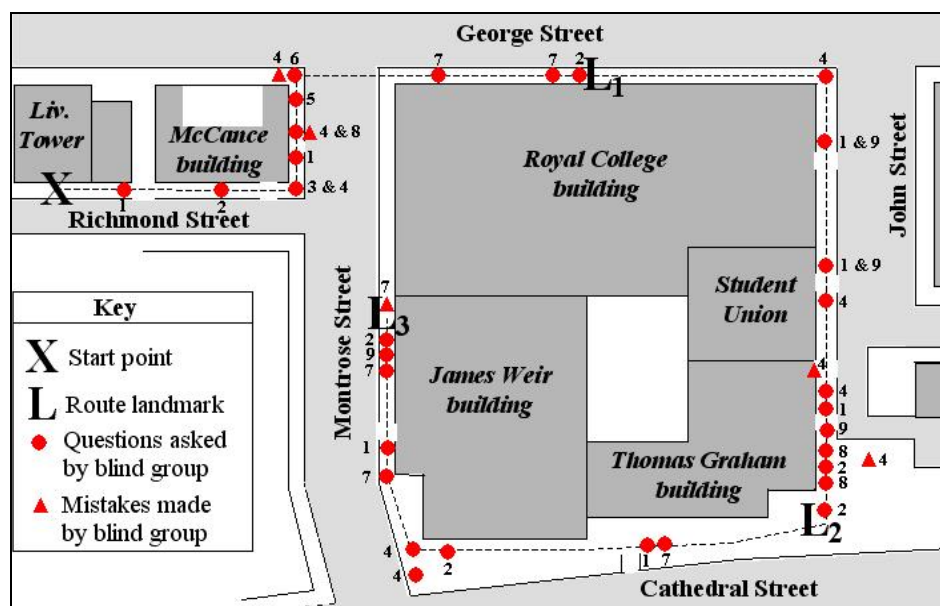 George Street
4 6 7 7 2 4
L1
Liv.
Tower
5
McCance
building
4 & 8
1
Royal College
building
1 & 9
John Street
X
3 & 4
1 2
Richmond Street
1 & 9
Student
Union
4
Key
X Start point
L Route landmark
Questions asked
by blind group
Mistakes made
by blind group
Montrose Street
7
L3
2
9
7
James Weir
building
1
7
4
4
1
9
8
4
2
8
2
Thomas Graham
building
L2
4
2
1 7
4
Cathedral Street